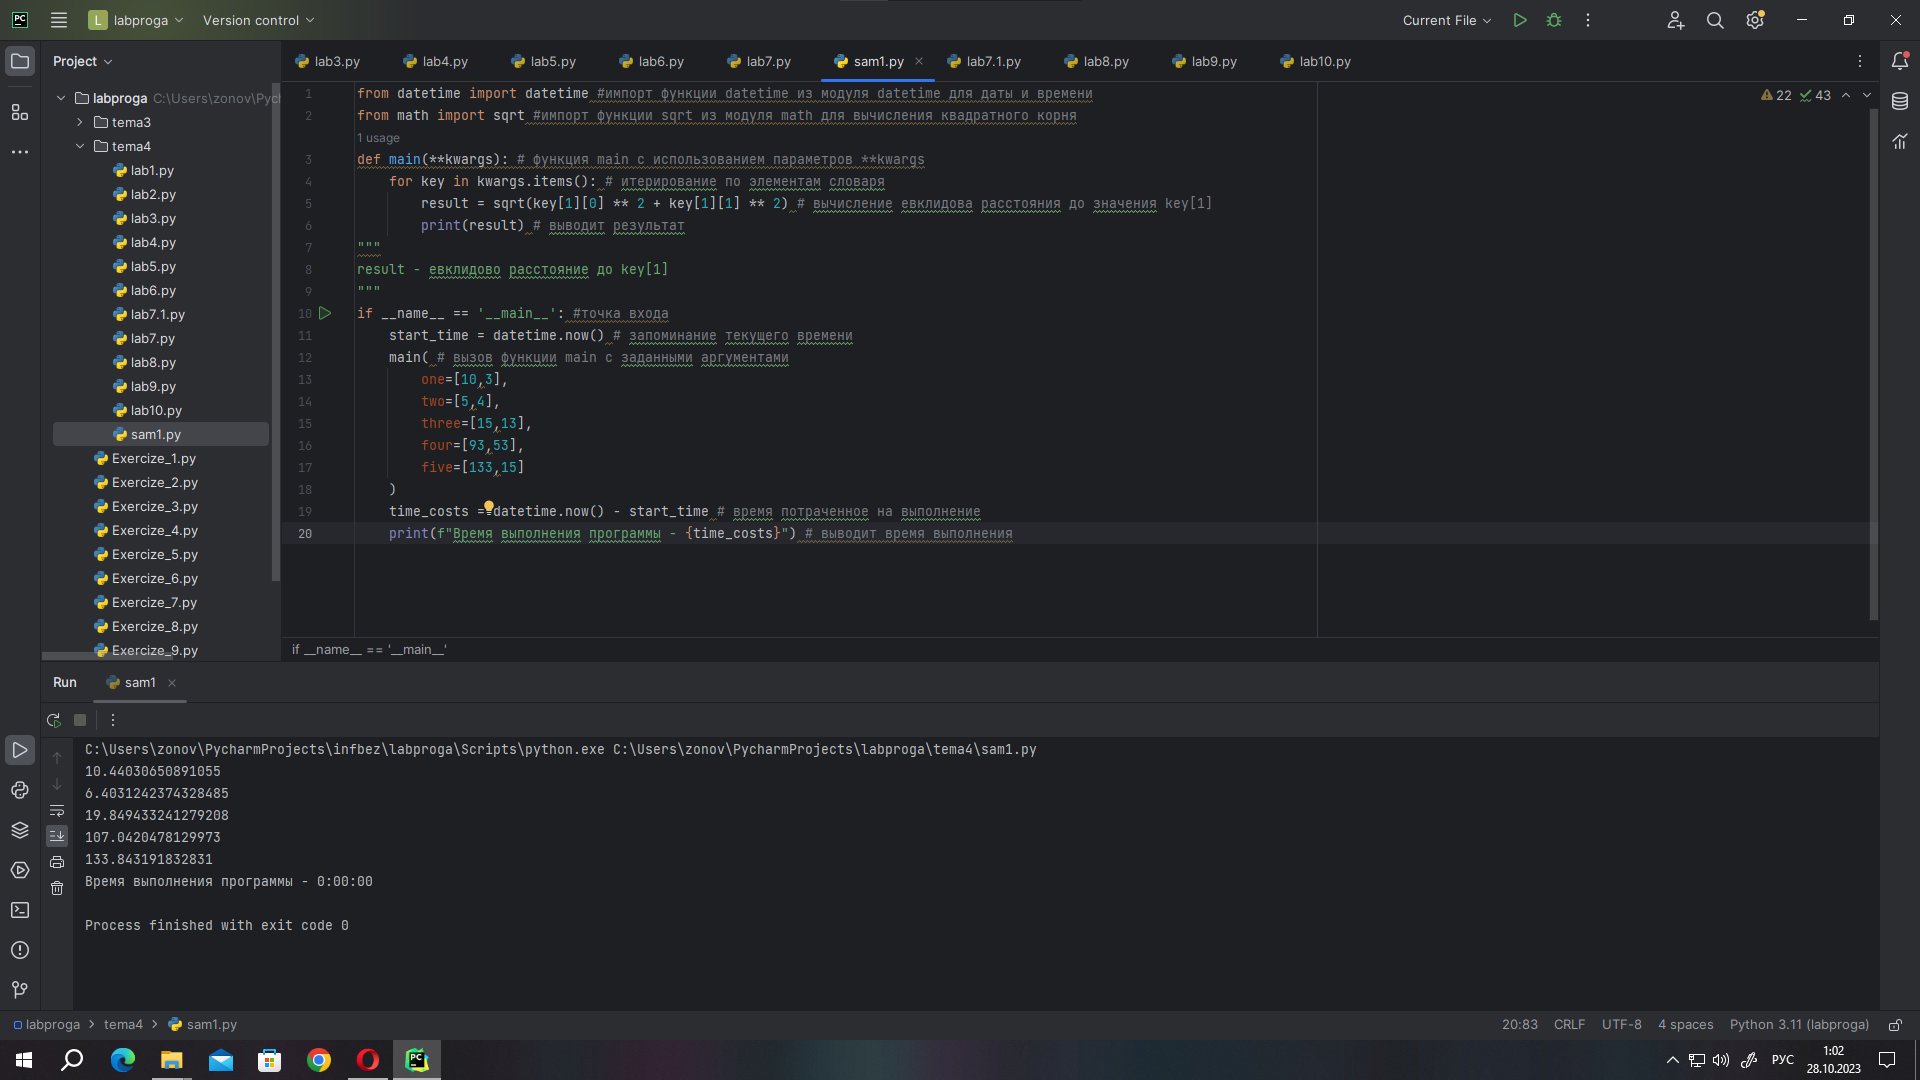 PC
L labproga
Version control
Current File
Project
lab3.py
lab4.py
lab5.py
lab6.py
lab7.py
sam1.py
lab7.1.py
lab8.py
lab9.py
lab10.py
labproga C:\Users\zonov\Pych
tema3
tema4
lab1.py
lab2.py
lab3.py
lab4.py
lab5.py
lab6.py
lab7.1.py
lab7.py
lab8.py
lab9.py
lab10.py
sam1.py
Exercize_1.py
Exercize_2.py
Exercize_3.py
Exercize_4.py
Exercize_5.py
Exercize_6.py
Exercize_7.py
Exercize_8.py
Exercize_9.py
22 43
1 from datetime import datetime #импорт функции datetime из модуля datetime для даты и времени
2 from math import sqrt #импорт функции sqrt из модуля math для вычисления квадратного корня
1 usage
3 def main(**kwargs): # функция main с использованием параметров **kwargs
4 for key in kwargs.items(): # итерирование по элементам словаря
5 result = sqrt(key[1][0] ** 2 + key[1][1] ** 2) # вычисление евклидова расстояния до значения key[1]
6 print(result) # выводит результат
7 """
8 result - евклидово расстояние до key[1]
9 """
10 if __name__ == '__main__': #точка входа
11 start_time = datetime.now() # запоминание текущего времени
12 main( # вызов функции main с заданными аргументами
13 one=[10,3],
14 two=[5,4],
15 three=[15,13],
16 four=[93,53],
17 five=[133,15]
18 )
19 time_costs = datetime.now() - start_time # время потраченное на выполнение
20 print(f"Время выполнения программы - {time_costs}") # выводит время выполнения
if __name__ == '__main__'
Run
sam1
C:\Users\zonov\PycharmProjects\infbez\labproga\Scripts\python.exe C:\Users\zonov\PycharmProjects\labproga\tema4\sam1.py
10.44030650891055
6.4031242374328485
19.849433241279208
107.0420478129973
133.843191832831
Время выполнения программы - 0:00:00
Process finished with exit code 0
labproga > tema4 > sam1.py
20:83 CRLF UTF-8 4 spaces Python 3.11 (labproga)
PC
РУС
1:02
28.10.2023